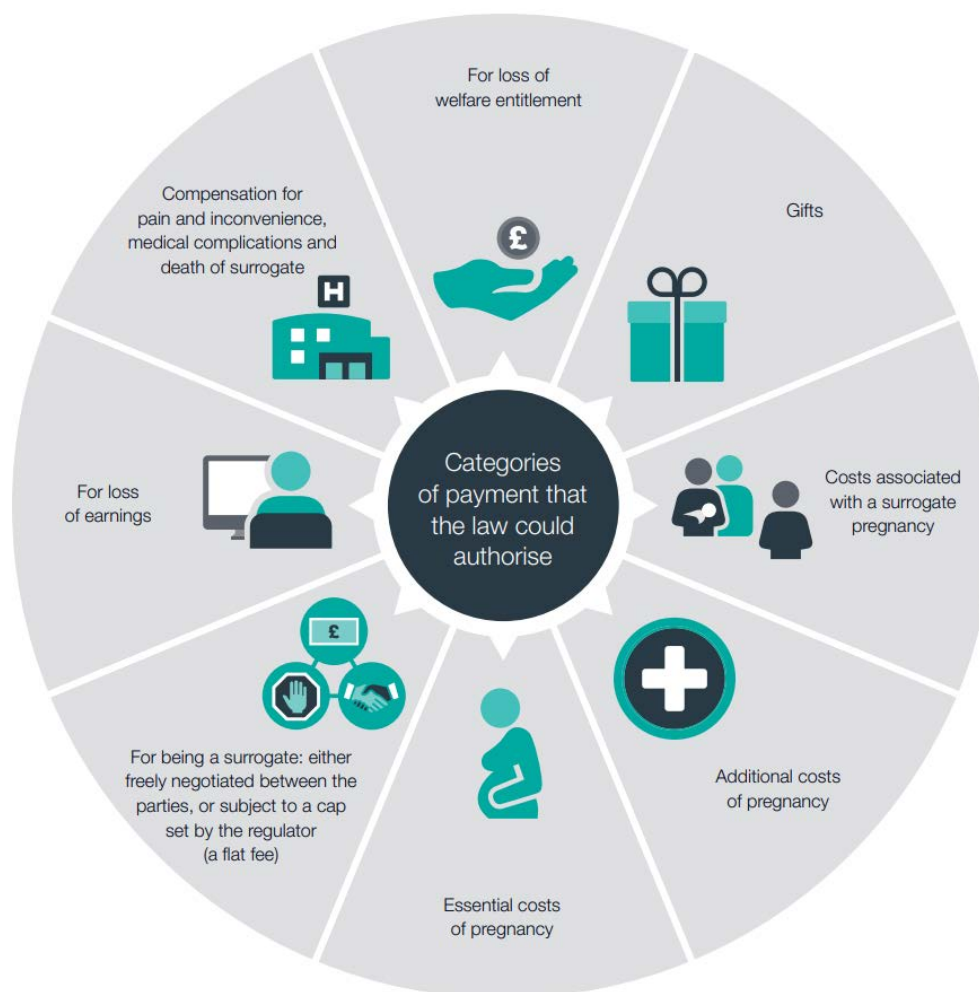 For loss of
welfare entitlement
£
Gifts
Costs associated
with a surrogate
pregnancy
Additional costs
of pregnancy
Essential costs
of pregnancy
£
For being a surrogate: either
freely negotiated between the
parties, or subject to a cap
set by the regulator
(a flat fee)
For loss
of earnings
Compensation for
pain and inconvenience,
medical complications and
death of surrogate
H
Categories
of payment that
the law could
authorise